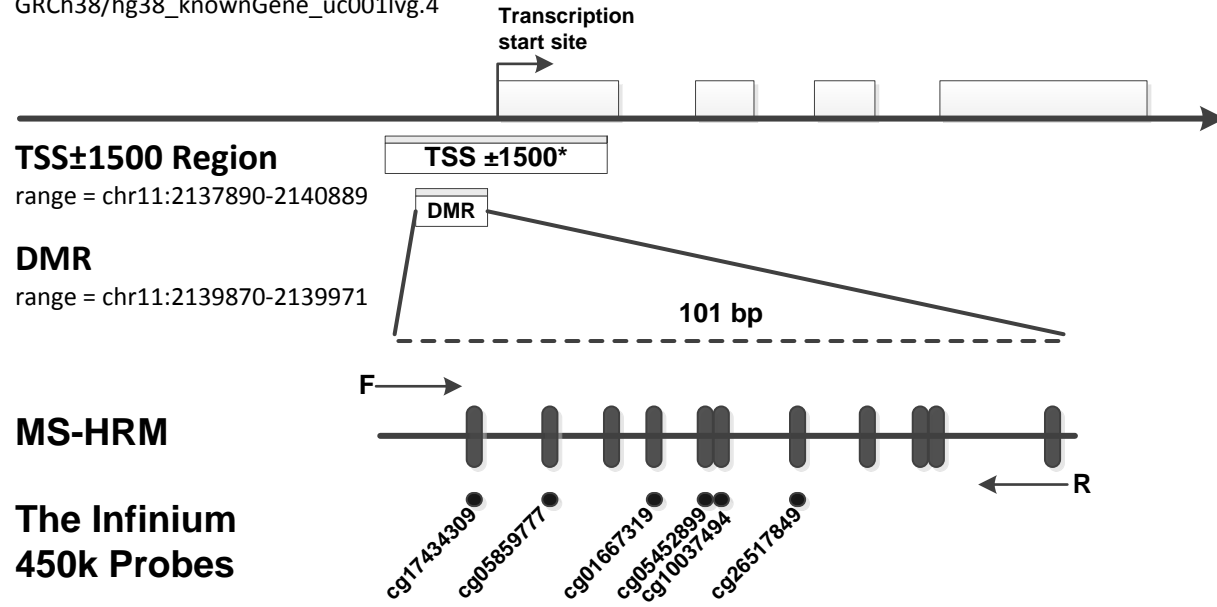 GRCh38/hg38_knownGene_uc001lvg.4
Transcription
start site
TSS±1500 Region
TSS ±1500*
range = chr11:2137890-2140889
DMR
DMR
range = chr11:2139870-2139971
101 bp
F
MS-HRM
R
The Infinium
450k Probes
cg17434309
cg05859777
cg01667319
cg05452899
cg10037494
cg26517849